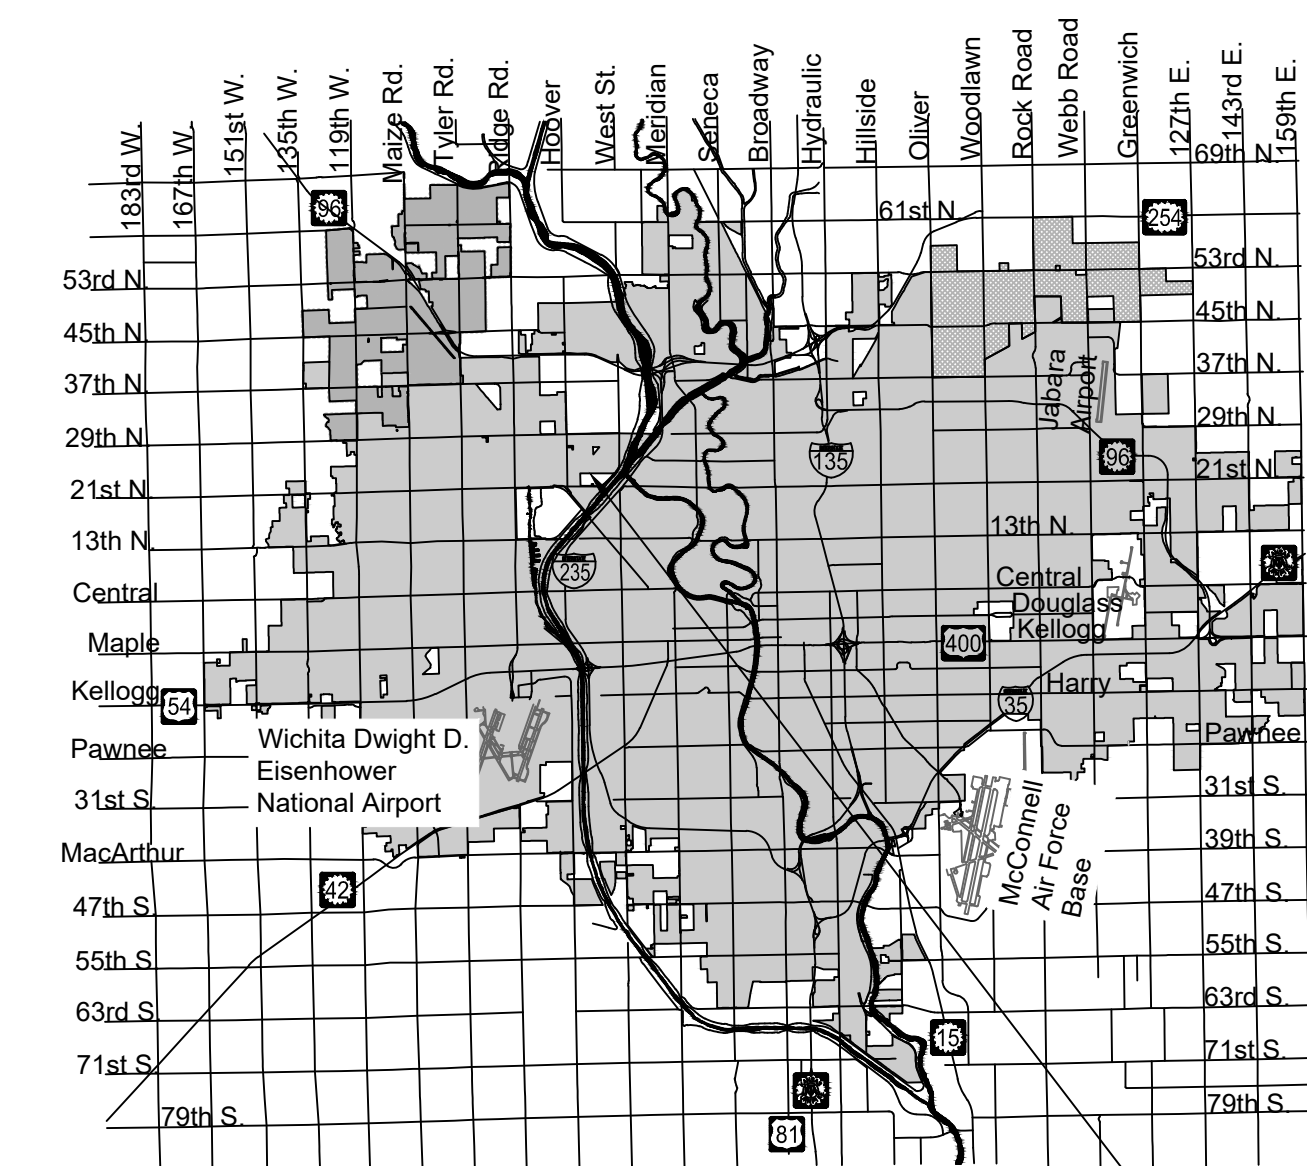 183rd W.
167th W.
151st W.
135th W.
119th W.
Maize Rd.
Tyler Rd.
Ridge Rd.
Hoover
West St.
Meridian
Seneca
Broadway
Hydraulic
Hillside
Oliver
Woodlawn
Rock Road
Webb Road
Greenwich
127th E.
143rd E.
159th E.
69th N.
96
61st N.
254
53rd N.
53rd N.
45th N.
45th N.
37th N.
37th N.
Jabara
Airport
29th N.
29th N
135
96
21st N.
21st N.
13th N.
13th N.
235
Central
Central
Douglass
Kellogg
400
Maple
Kellogg
54
Harry
35
Pawnee
Pawnee
Wichita Dwight D.
Eisenhower
National Airport
31st S.
31st S.
McConnell
Air Force
Base
MacArthur
39th S.
42
47th S.
47th S.
55th S.
55th S.
63rd S.
63rd S.
15
71st S.
71st S.
79th S.
79th S.
81